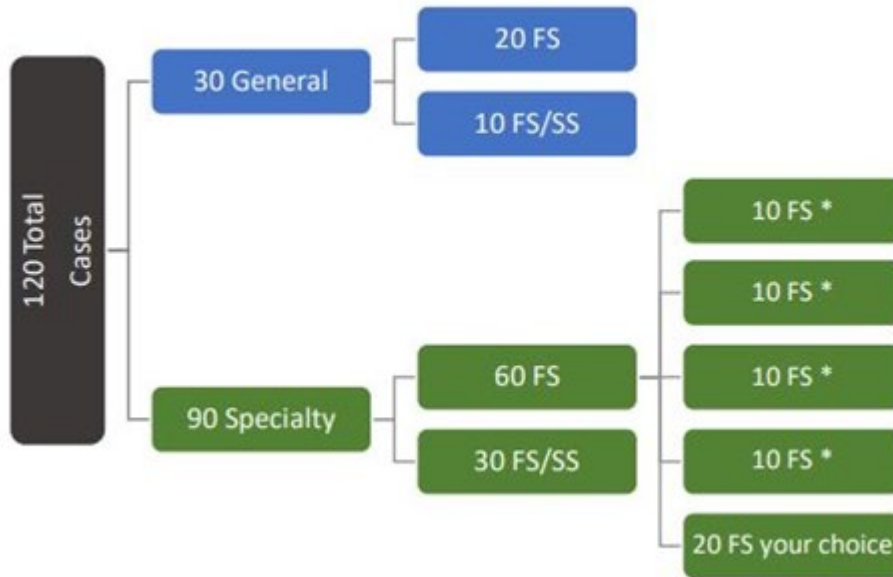 120 Total
Cases
30 General
20 FS
10 FS/SS
90 Specialty
60 FS
30 FS/SS
10 FS *
10 FS *
10 FS *
10 FS *
20 FS your choice